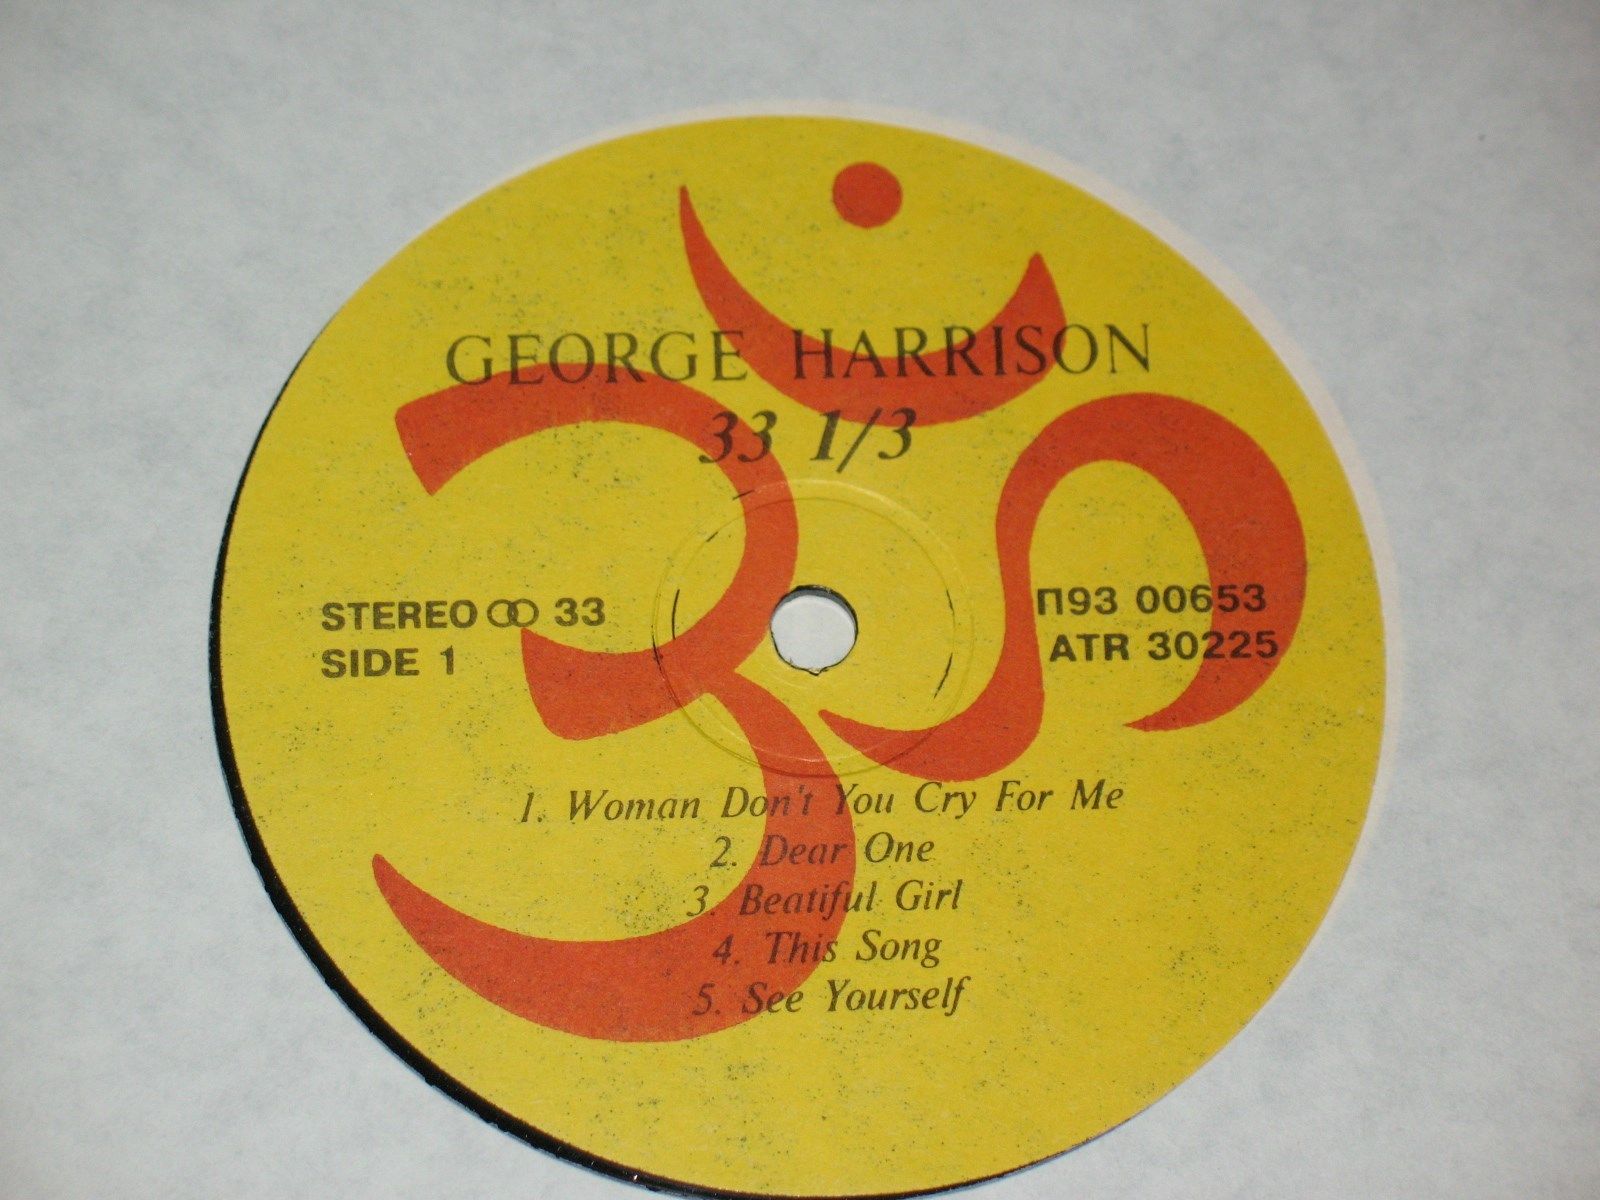 GEORGE HARRISON
33 1/3
STEREO 33
SIDE 1
П93 00653
ATR 30225
1. Woman Don't You Cry For Me
2. Dear One
3. Beatiful Girl
4. This Song
5. See Yourself